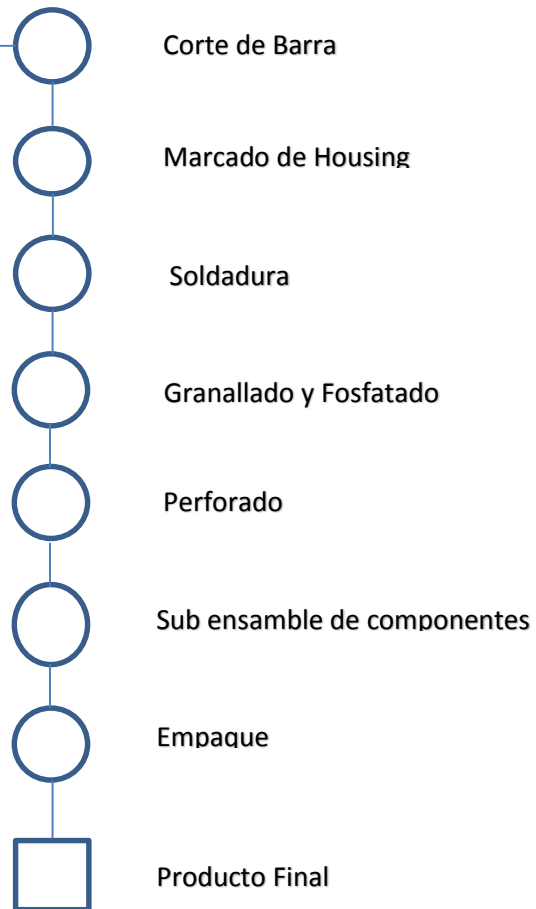 Corte de Barra
Marcado de Housing
Soldadura
Granallado y Fosfatado
Perforado
Sub ensamble de componentes
Empaque
Producto Final